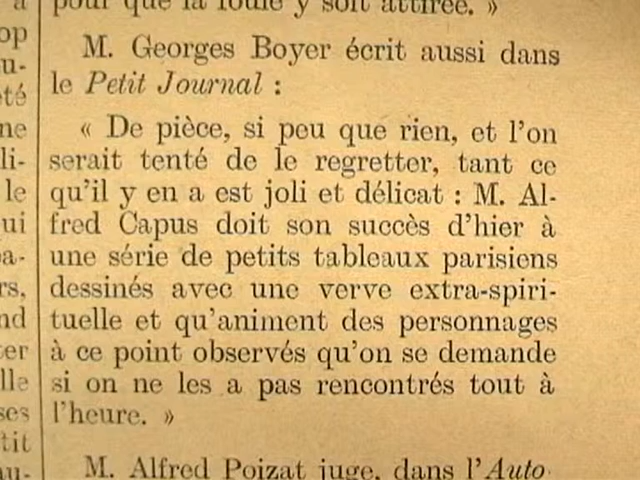 pour que la foule y soit attirée. »
M. Georges Boyer écrit aussi dans
le Petit Journal :
« De pièce, si peu que rien, et l'on
serait tenté de le regretter, tant ce
qu'il y en a est joli et délicat : M. Al-
fred Capus doit son succès d'hier à
une série de petits tableaux parisiens
dessinés avec une verve extra-spiri-
tuelle et qu'animent des personnages
à ce point observés qu'on se demande
si on ne les a pas rencontrés tout à
l'heure. »
M. Alfred Poizat juge, dans l'Auto